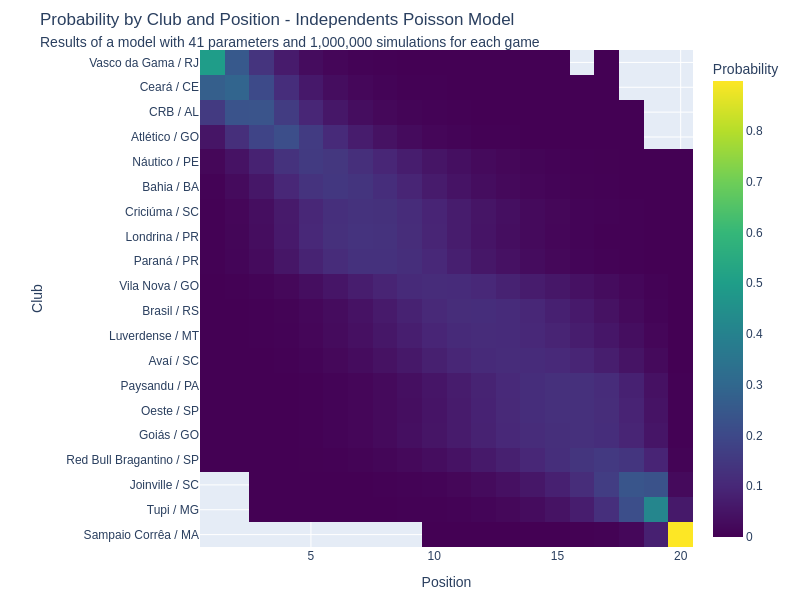 Probability by Club and Position - Independents Poisson Model
Results of a model with 41 parameters and 1,000,000 simulations for each game
Probability
Vasco da Gama / RJ
Ceará / CE
CRB / AL
Atlético / GO
Náutico / PE
Bahia / BA
Criciúma / SC
Londrina / PR
Paraná / PR
Vila Nova / GO
Brasil / RS
Luverdense / MT
Avaí / SC
Paysandu / PA
Oeste / SP
Goiás / GO
Red Bull Bragantino / SP
Joinville / SC
Tupi / MG
Sampaio Corrêa / MA
Club
5
10
15
20
Position
0.8
0.7
0.6
0.5
0.4
0.3
0.2
0.1
0